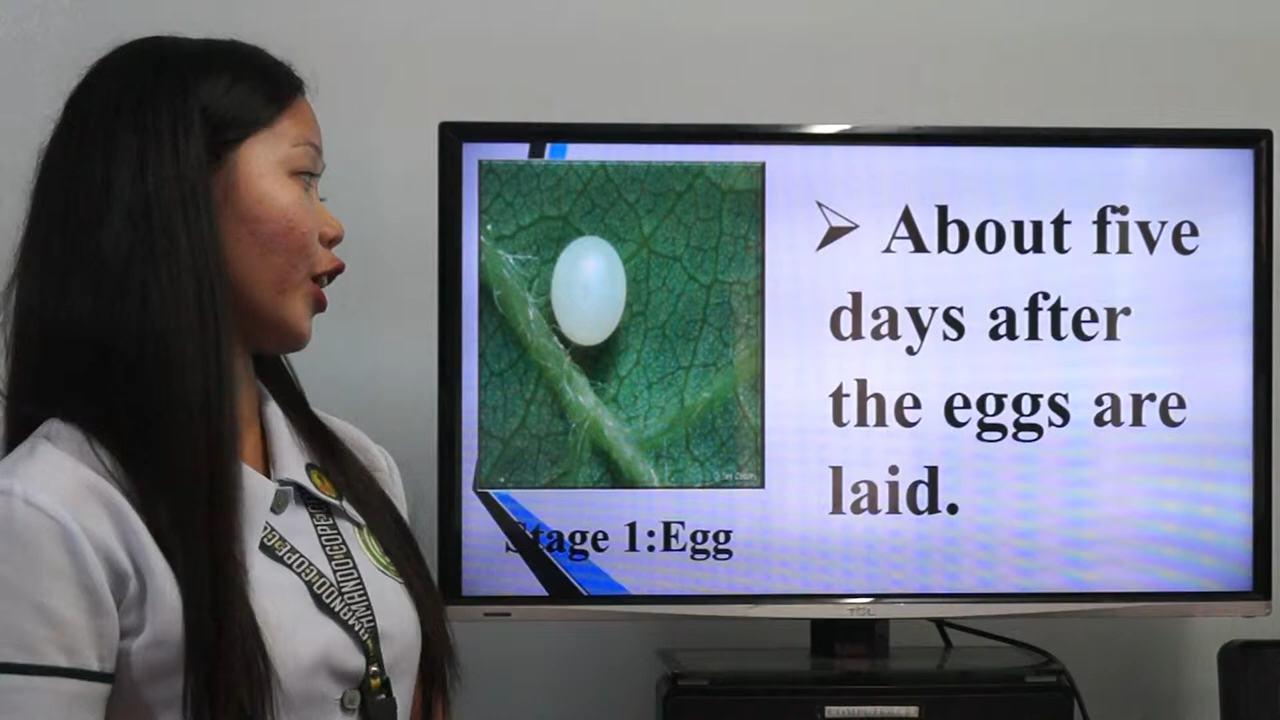 ➢ About five
days after
the eggs are
laid.
Stage 1:Egg
TCL